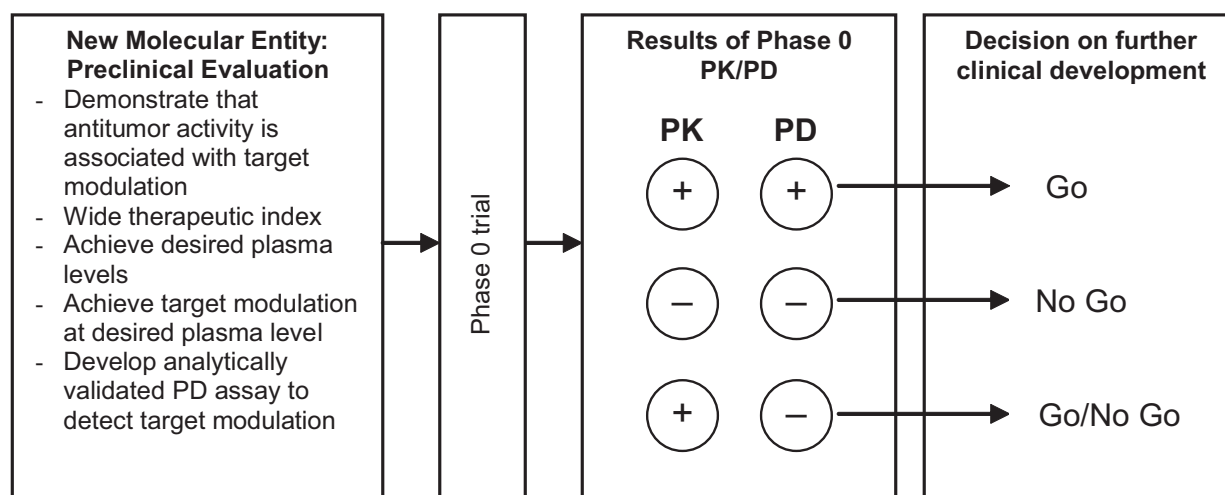 New Molecular Entity:
Preclinical Evaluation
- Demonstrate that
antitumor activity is
associated with target
modulation
- Wide therapeutic index
- Achieve desired plasma
levels
- Achieve target modulation
at desired plasma level
- Develop analytically
validated PD assay to
detect target modulation
Phase 0 trial
Results of Phase 0
PK/PD
PK PD
+ +
– –
+ –
Decision on further
clinical development
Go
No Go
Go/No Go